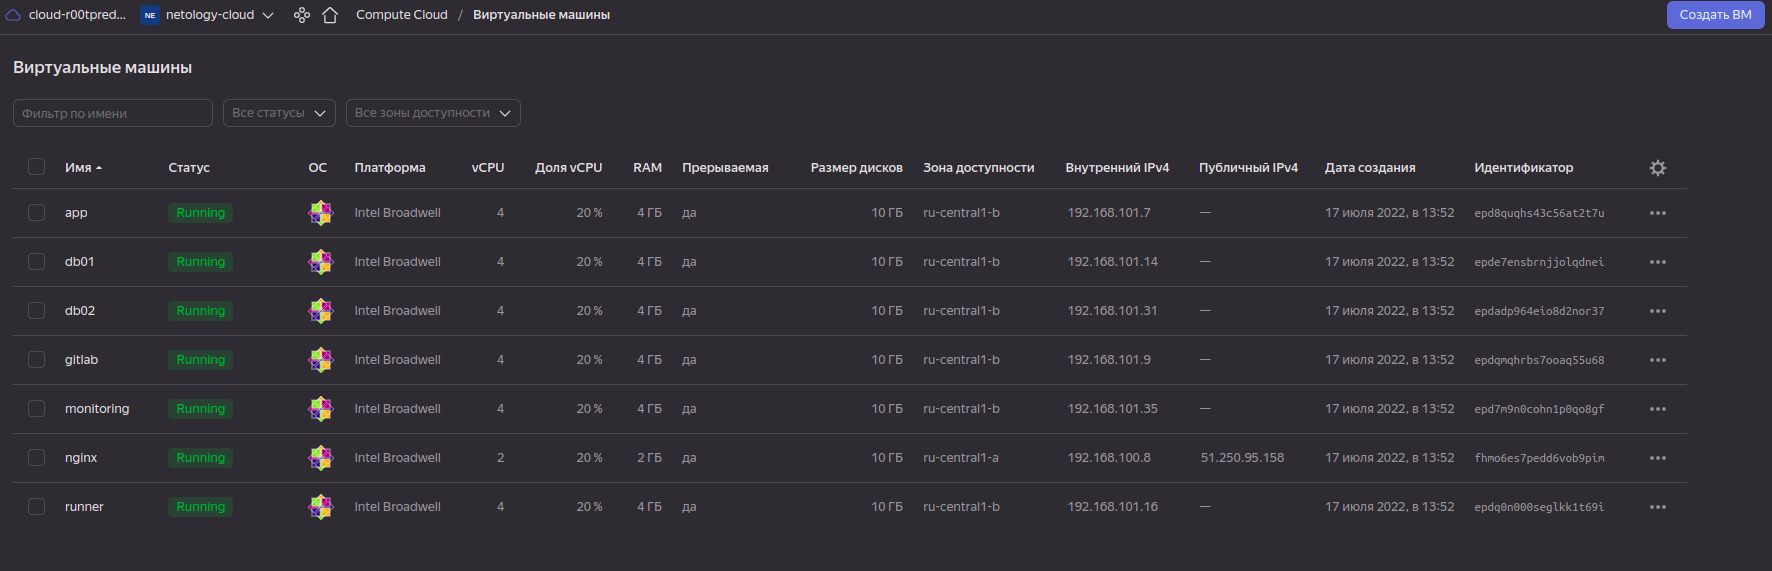 cloud-r00tpred... NE netology-cloud Compute Cloud / Виртуальные машины Создать ВМ
Виртуальные машины
Фильтр по имени Все статусы Все зоны доступности
Имя Статус ОС Платформа vCPU Доля vCPU RAM Прерываемая Размер дисков Зона доступности Внутренний IPv4 Публичный IPv4 Дата создания Идентификатор
app Running Intel Broadwell 4 20 % 4 ГБ да 10 ГБ ru-central1-b 192.168.101.7 — 17 июля 2022, в 13:52 epd8quqhs43c56at2t7u
db01 Running Intel Broadwell 4 20 % 4 ГБ да 10 ГБ ru-central1-b 192.168.101.14 — 17 июля 2022, в 13:52 epde7ensbrnjjolqdnei
db02 Running Intel Broadwell 4 20 % 4 ГБ да 10 ГБ ru-central1-b 192.168.101.31 — 17 июля 2022, в 13:52 epdadp964eio8d2nor37
gitlab Running Intel Broadwell 4 20 % 4 ГБ да 10 ГБ ru-central1-b 192.168.101.9 — 17 июля 2022, в 13:52 epdqmqhrbs7ooaq55u68
monitoring Running Intel Broadwell 4 20 % 4 ГБ да 10 ГБ ru-central1-b 192.168.101.35 — 17 июля 2022, в 13:52 epd7m9n0cohn1p0qo8gf
nginx Running Intel Broadwell 2 20 % 2 ГБ да 10 ГБ ru-central1-a 192.168.100.8 51.250.95.158 17 июля 2022, в 13:52 fhmo6es7pedd6vob9pim
runner Running Intel Broadwell 4 20 % 4 ГБ да 10 ГБ ru-central1-b 192.168.101.16 — 17 июля 2022, в 13:52 epdq0n000seglkk1t69i